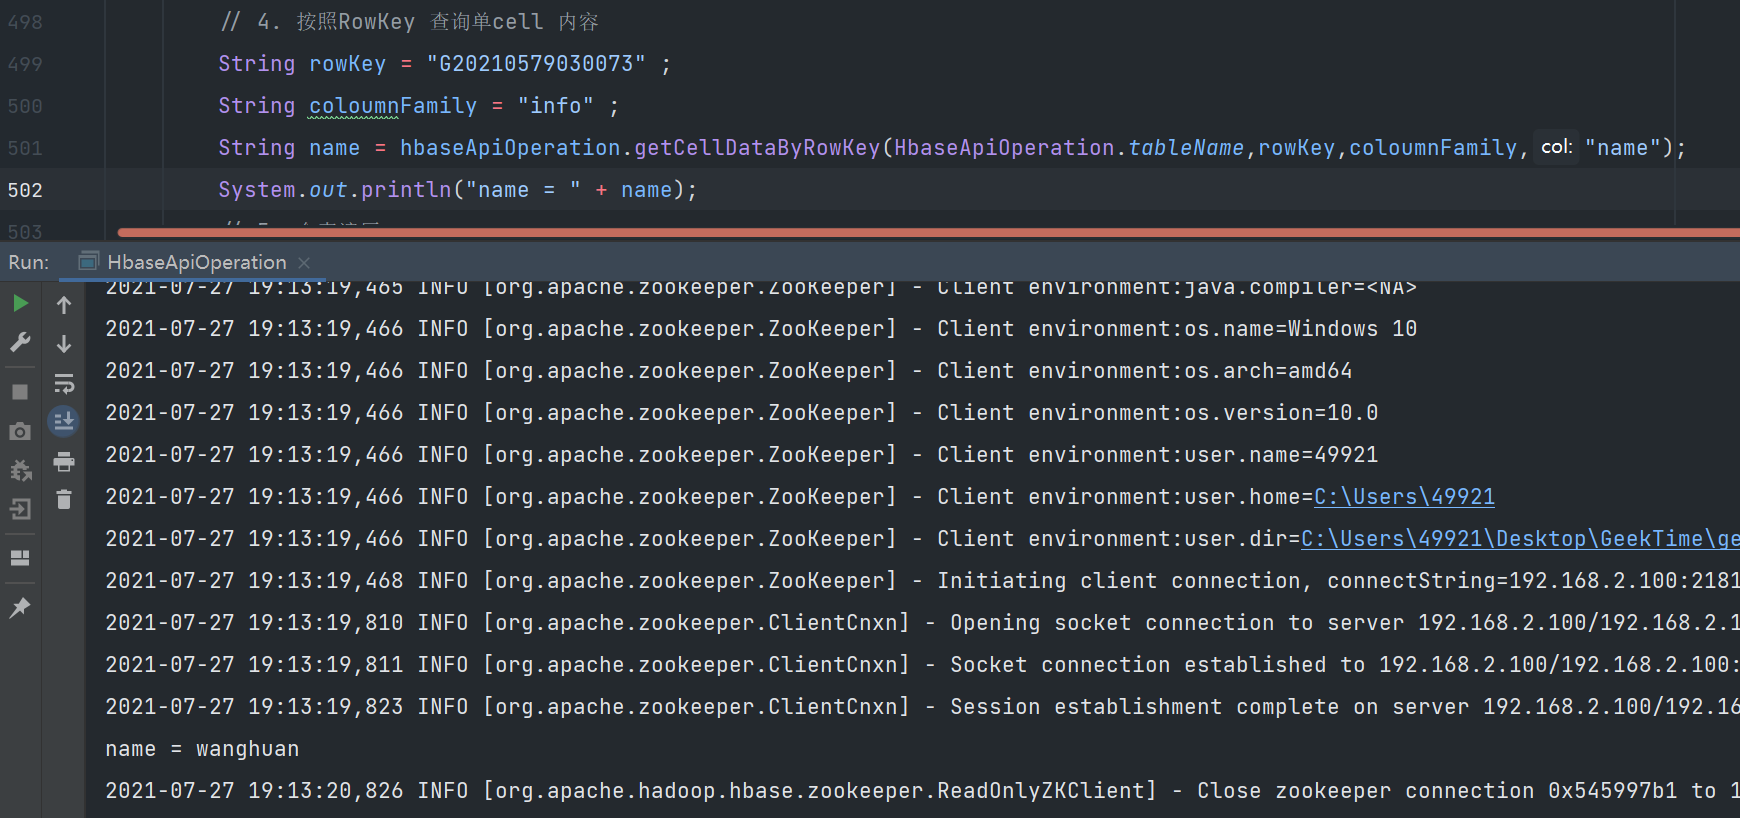 498 // 4. 按照RowKey 查询单cell 内容
499 String rowKey = "G20210579030073" ;
500 String coloumnFamily = "info" ;
501 String name = hbaseApiOperation.getCellDataByRowKey(HbaseApiOperation.tableName,rowKey,coloumnFamily, col: "name");
502 System.out.println("name = " + name);
503
Run: HbaseApiOperation
2021-07-27 19:13:19,465 INFO [org.apache.zookeeper.ZooKeeper] - Client environment:java.compiler=<NA>
2021-07-27 19:13:19,466 INFO [org.apache.zookeeper.ZooKeeper] - Client environment:os.name=Windows 10
2021-07-27 19:13:19,466 INFO [org.apache.zookeeper.ZooKeeper] - Client environment:os.arch=amd64
2021-07-27 19:13:19,466 INFO [org.apache.zookeeper.ZooKeeper] - Client environment:os.version=10.0
2021-07-27 19:13:19,466 INFO [org.apache.zookeeper.ZooKeeper] - Client environment:user.name=49921
2021-07-27 19:13:19,466 INFO [org.apache.zookeeper.ZooKeeper] - Client environment:user.home=C:\Users\49921
2021-07-27 19:13:19,466 INFO [org.apache.zookeeper.ZooKeeper] - Client environment:user.dir=C:\Users\49921\Desktop\GeekTime\ge
2021-07-27 19:13:19,468 INFO [org.apache.zookeeper.ZooKeeper] - Initiating client connection, connectString=192.168.2.100:2181
2021-07-27 19:13:19,810 INFO [org.apache.zookeeper.ClientCnxn] - Opening socket connection to server 192.168.2.100/192.168.2.1
2021-07-27 19:13:19,811 INFO [org.apache.zookeeper.ClientCnxn] - Socket connection established to 192.168.2.100/192.168.2.100:
2021-07-27 19:13:19,823 INFO [org.apache.zookeeper.ClientCnxn] - Session establishment complete on server 192.168.2.100/192.16
name = wanghuan
2021-07-27 19:13:20,826 INFO [org.apache.hadoop.hbase.zookeeper.ReadOnlyZKClient] - Close zookeeper connection 0x545997b1 to 1